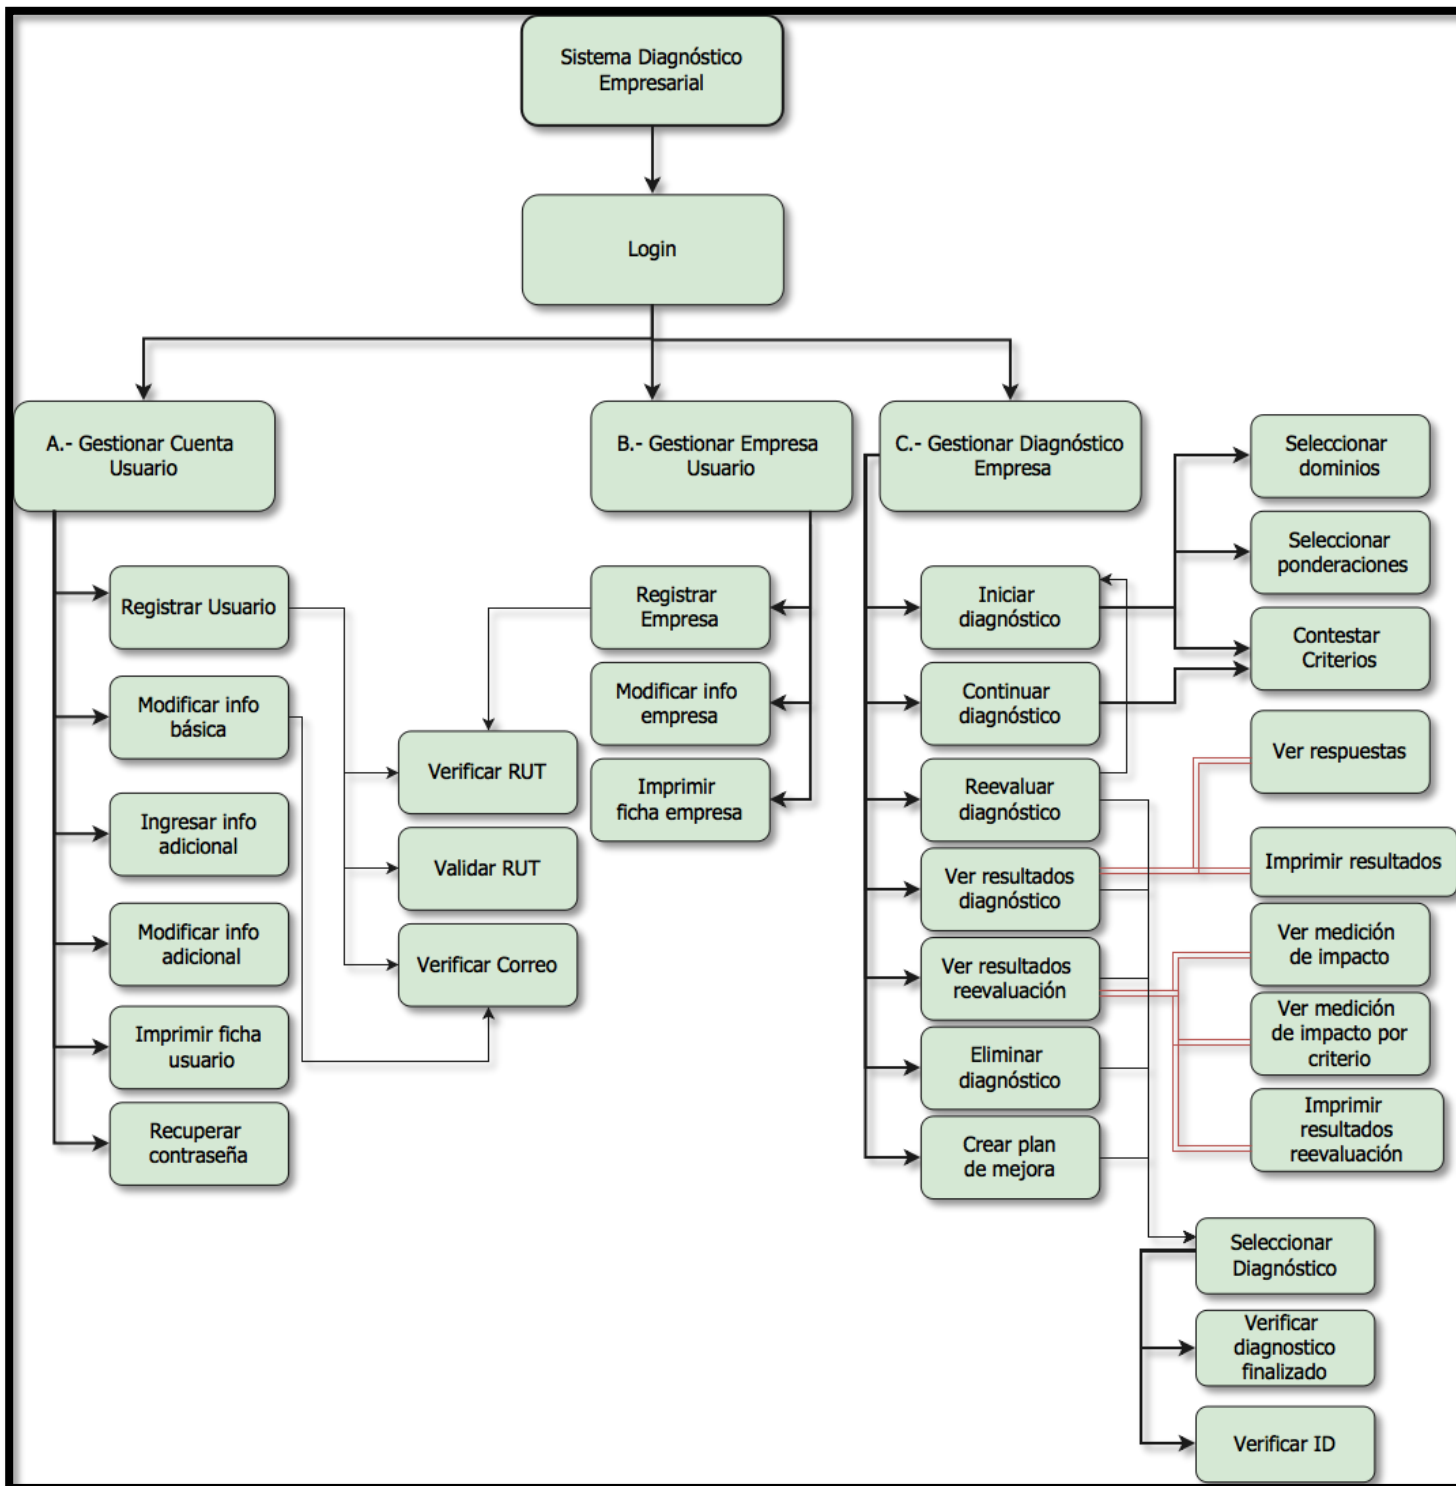 Sistema Diagnóstico
Empresarial
Login
A.- Gestionar Cuenta
Usuario
B.- Gestionar Empresa
Usuario
C.- Gestionar Diagnóstico
Empresa
Registrar Usuario
Modificar info
básica
Ingresar info
adicional
Modificar info
adicional
Imprimir ficha
usuario
Recuperar
contraseña
Verificar RUT
Validar RUT
Verificar Correo
Registrar
Empresa
Modificar info
empresa
Imprimir
ficha empresa
Iniciar
diagnóstico
Continuar
diagnóstico
Reevaluar
diagnóstico
Ver resultados
diagnóstico
Ver resultados
reevaluación
Eliminar
diagnóstico
Crear plan
de mejora
Seleccionar
dominios
Seleccionar
ponderaciones
Contestar
Criterios
Ver respuestas
Imprimir resultados
Ver medición
de impacto
Ver medición
de impacto por
criterio
Imprimir
resultados
reevaluación
Seleccionar
Diagnóstico
Verificar
diagnostico
finalizado
Verificar ID